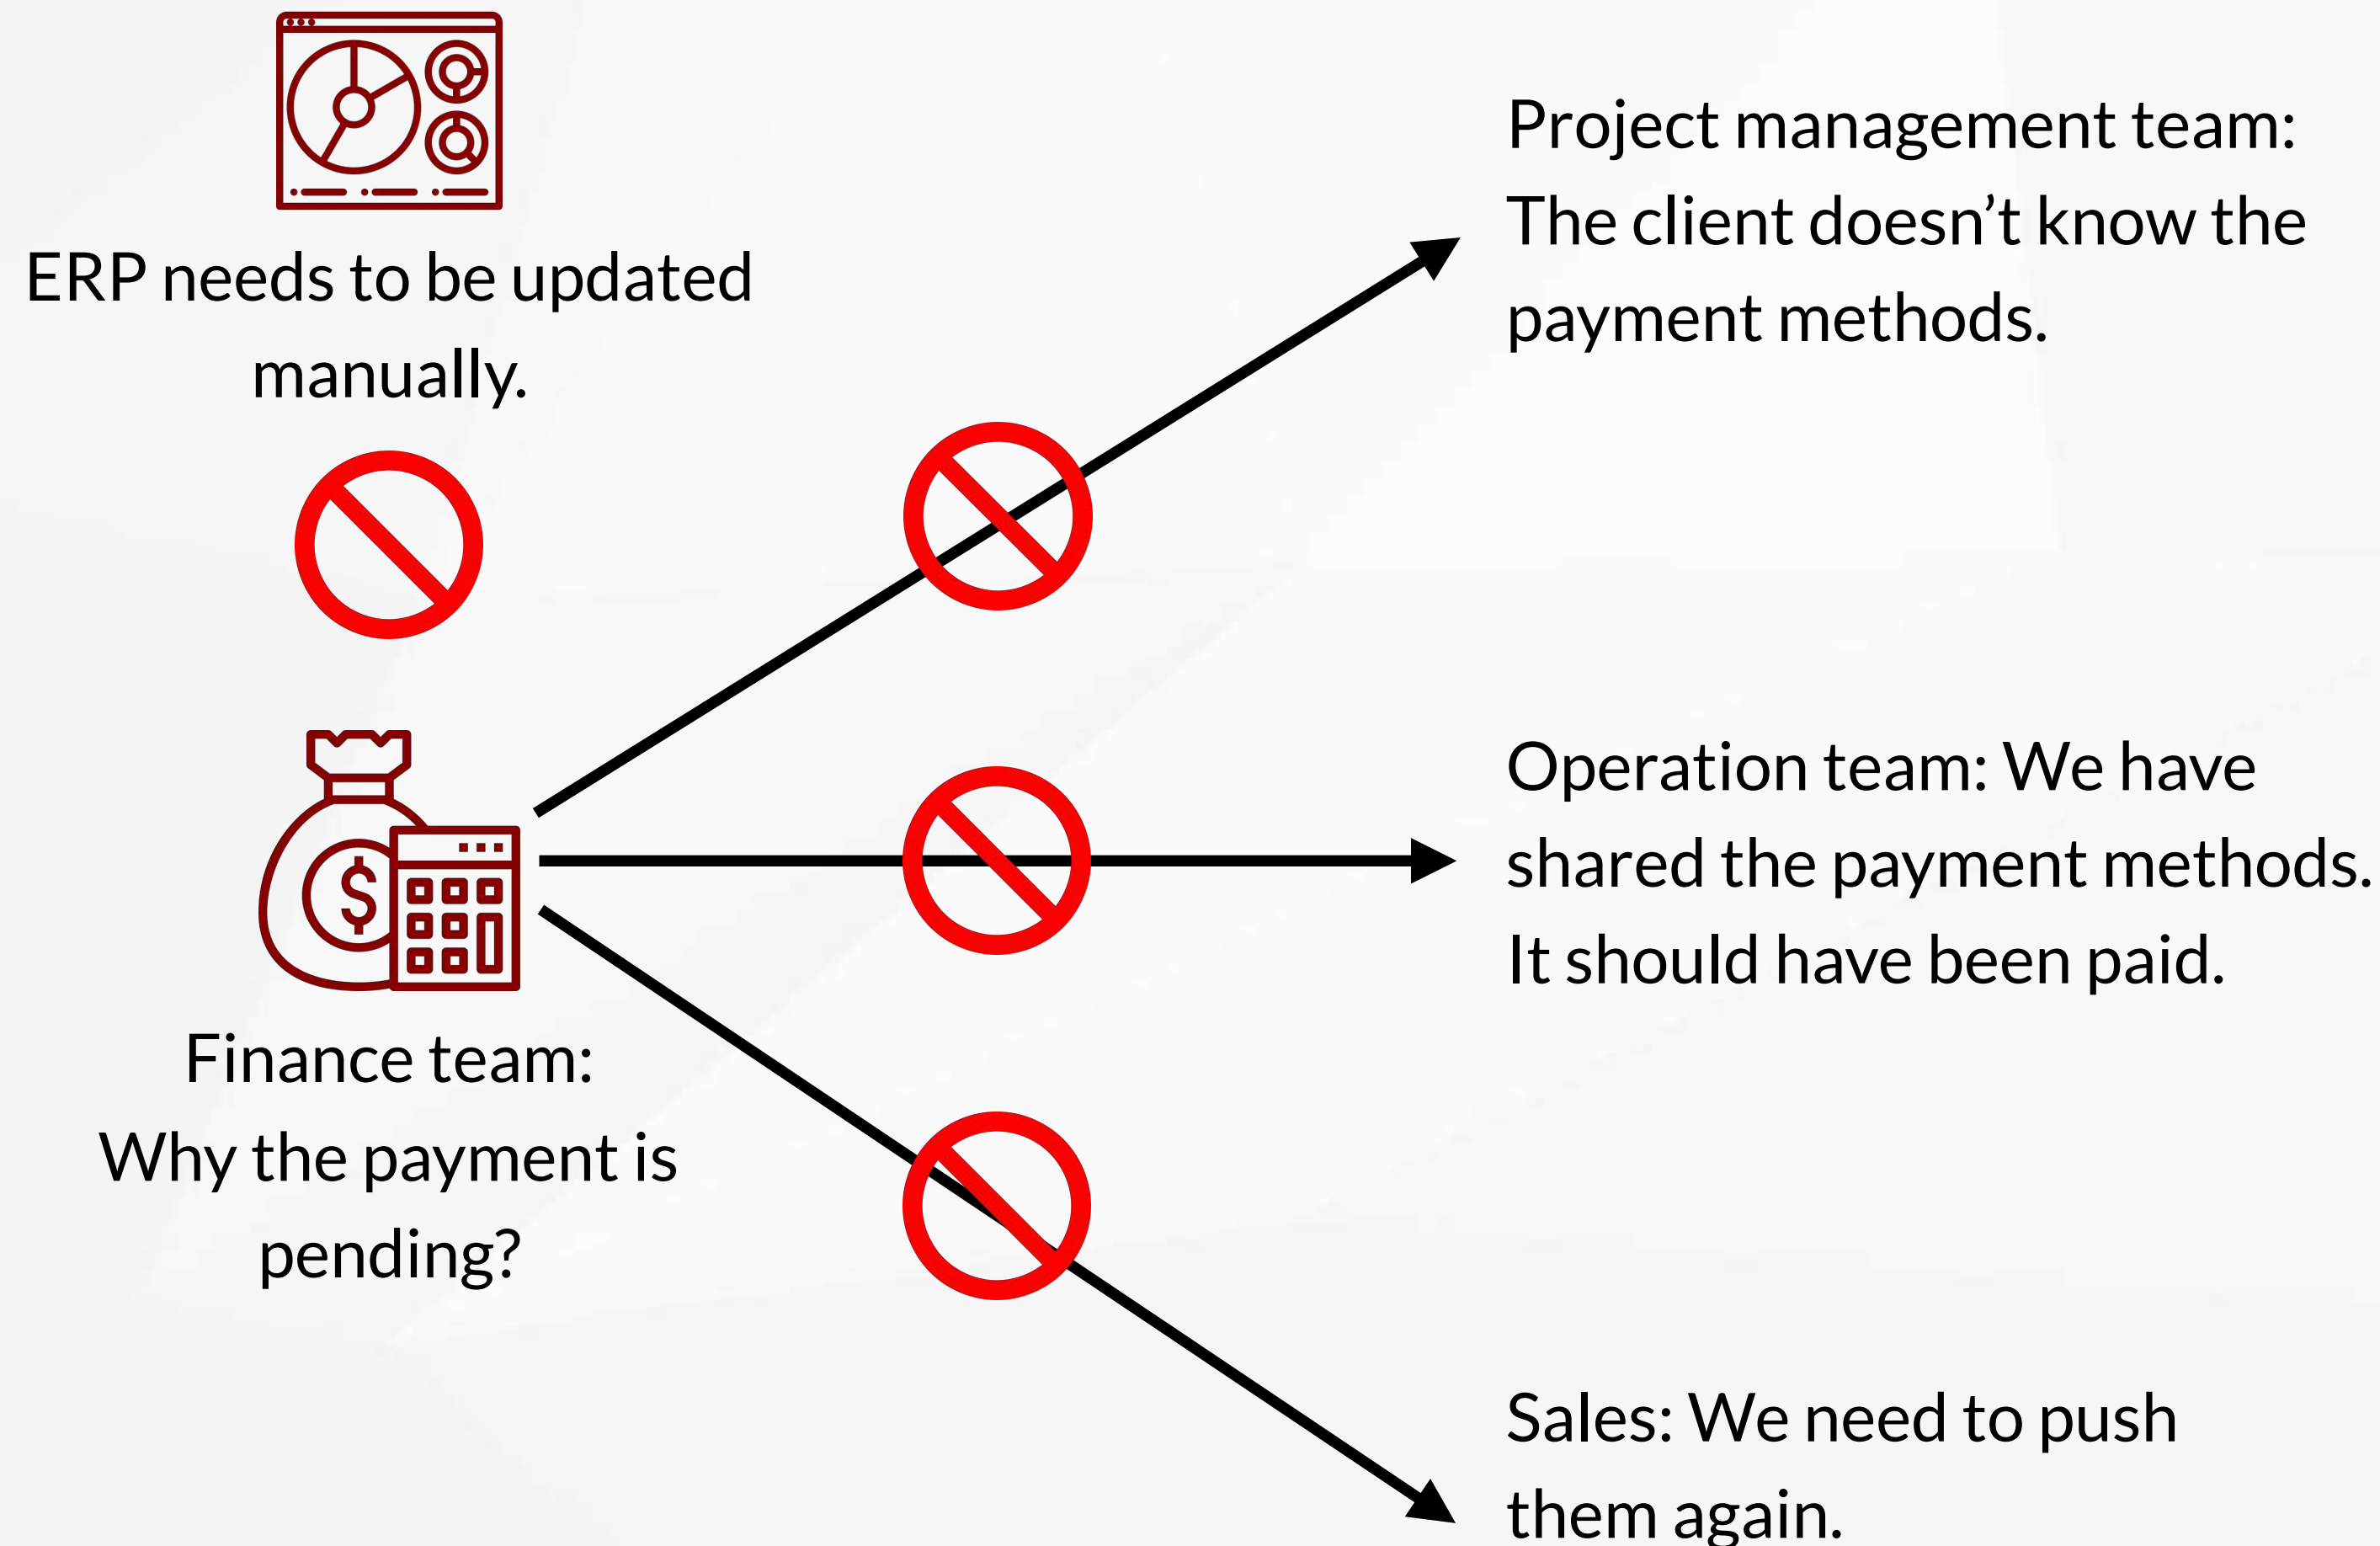 ERP needs to be updated
manually.
Finance team:
Why the payment is
pending?
Project management team:
The client doesn’t know the
payment methods.
Operation team: We have
shared the payment methods.
It should have been paid.
Sales: We need to push
them again.